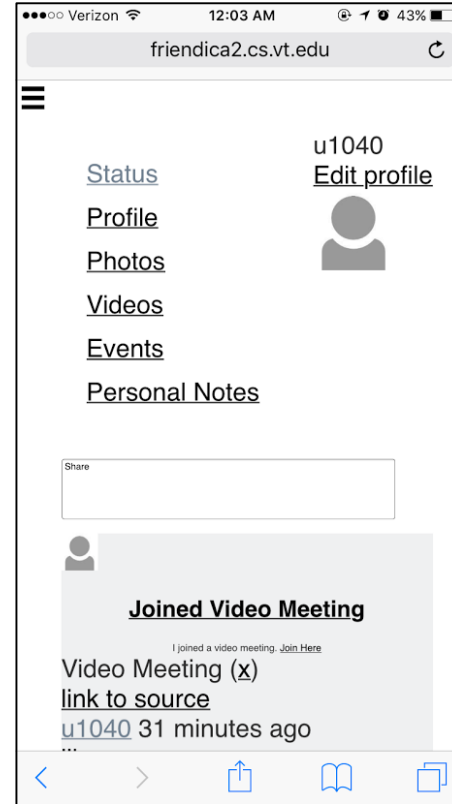 Verizon 12:03 AM 43%
friendica2.cs.vt.edu
u1040
Edit profile
Status
Profile
Photos
Videos
Events
Personal Notes
Share
Joined Video Meeting
I joined a video meeting. Join Here
Video Meeting (x)
link to source
u1040 31 minutes ago